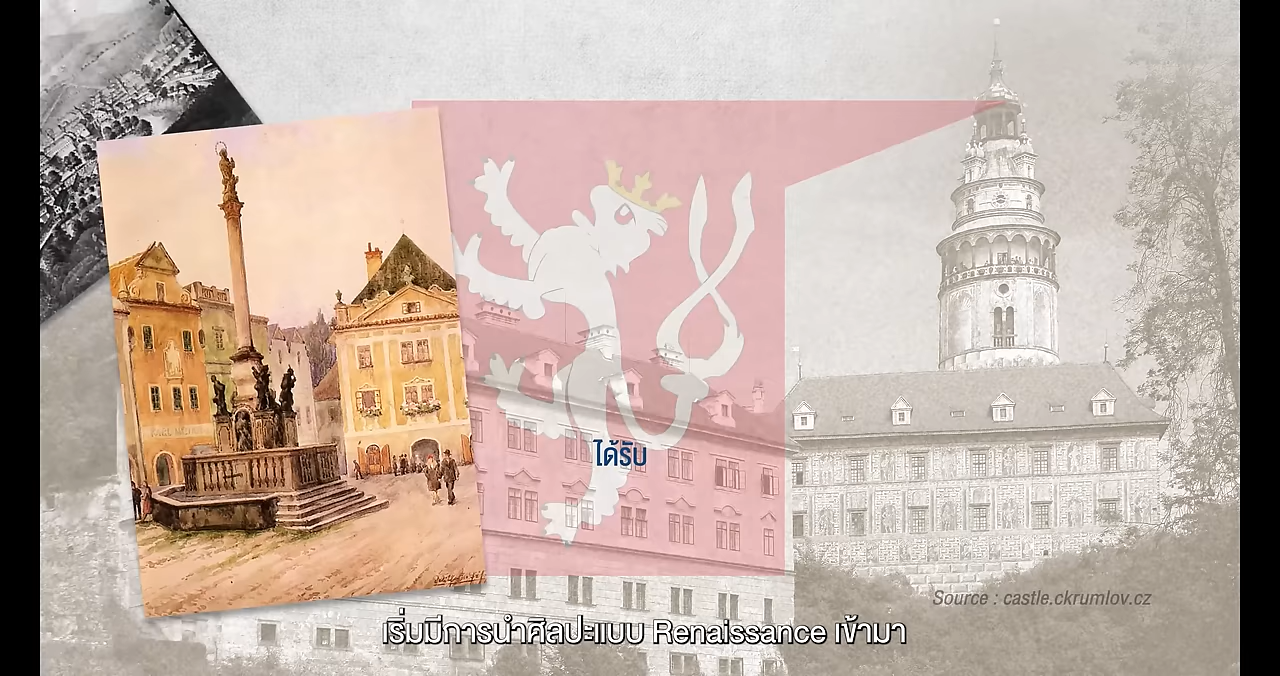 ได้รับ
Source : castle.ckrumlov.cz
เริ่มมีการนำศิลปะแบบ Renaissance เข้ามา